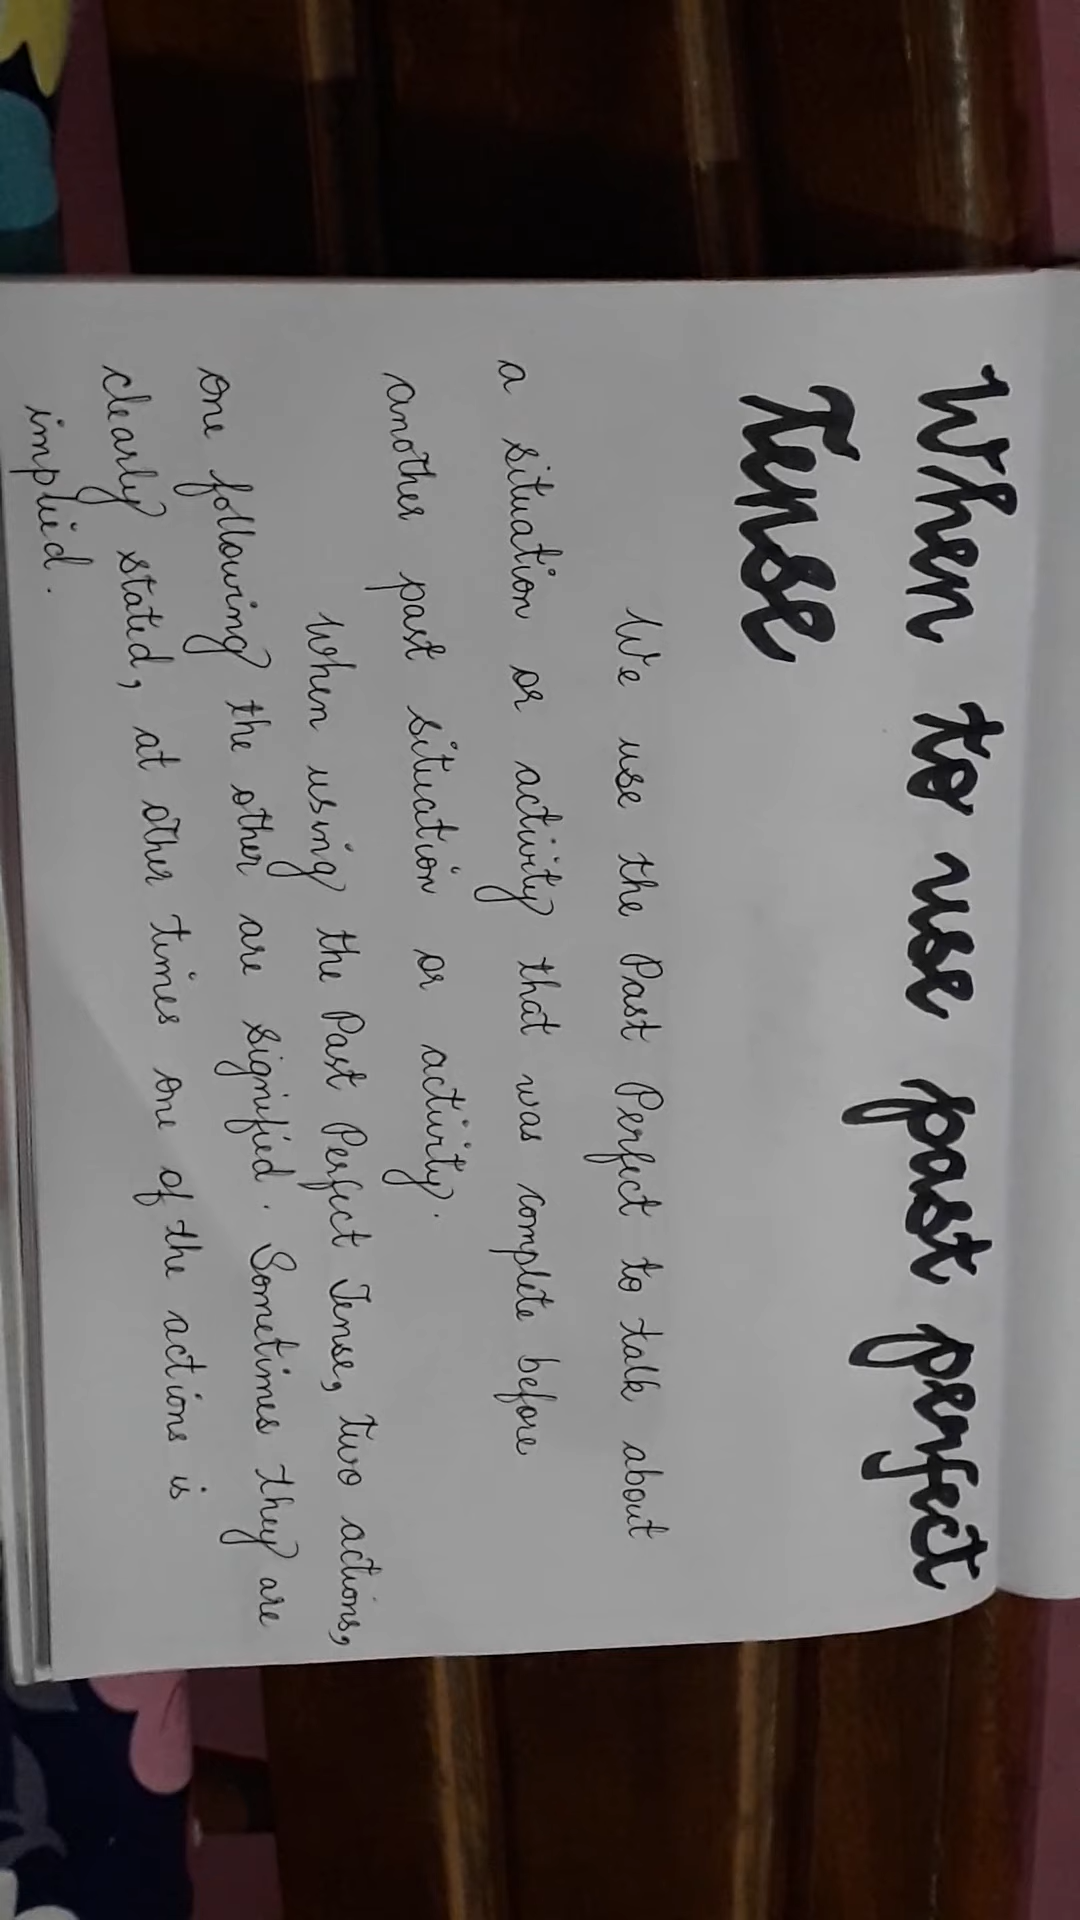 When to use past perfect
Tense
We use the Past Perfect to talk about
a situation or activity that was complete before
another past situation or activity.
When using the Past Perfect Tense, two actions,
one following the other are signified. Sometimes they are
clearly stated, at other times one of the actions is
implied.